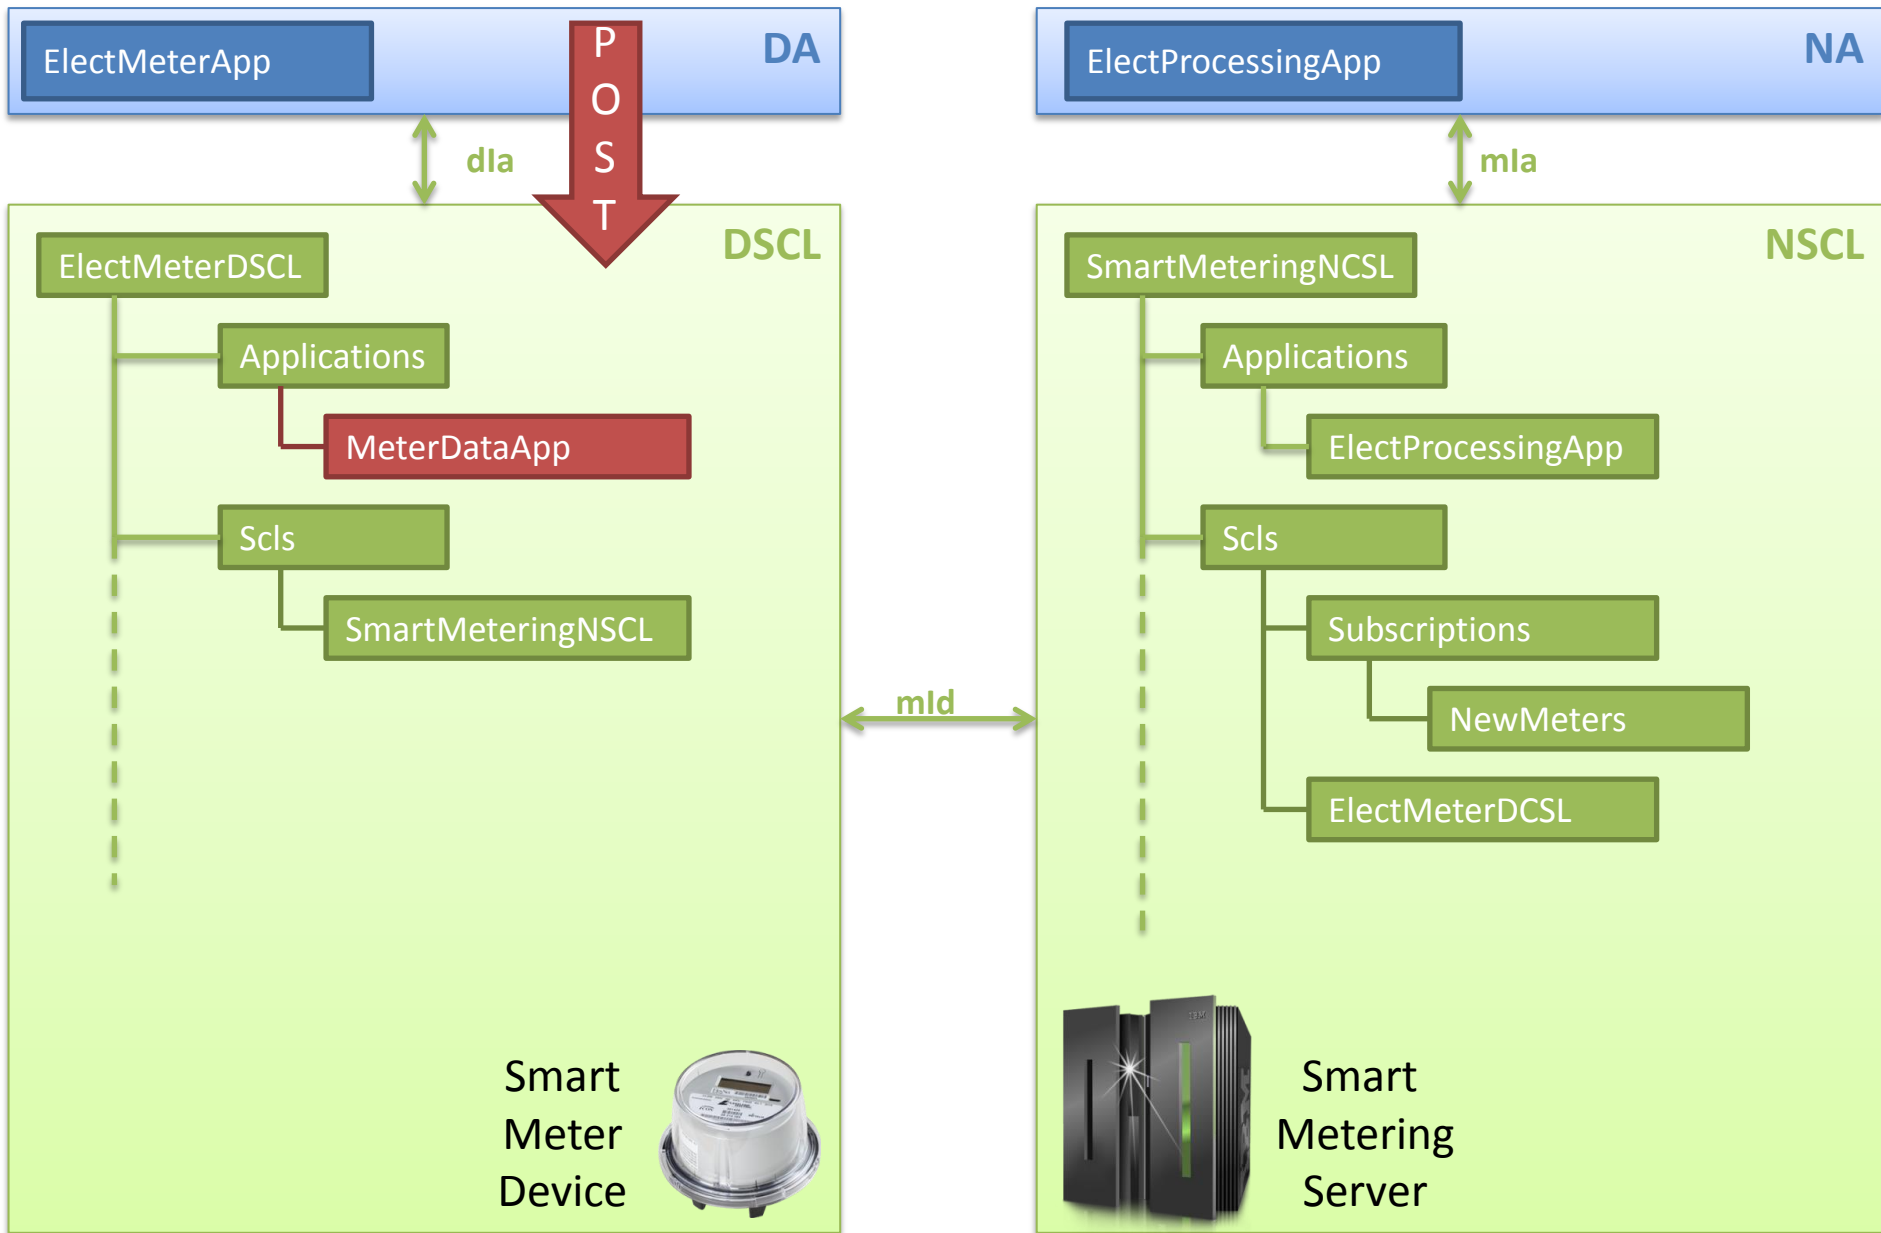 ElectMeterApp
DA
P
O
S
T
dIa
ElectMeterDSCL
DSCL
Applications
MeterDataApp
Scls
SmartMeteringNSCL
Smart
Meter
Device
mId
ElectProcessingApp
NA
mIa
SmartMeteringNCSL
NSCL
Applications
ElectProcessingApp
Scls
Subscriptions
NewMeters
ElectMeterDCSL
IBM
Smart
Metering
Server